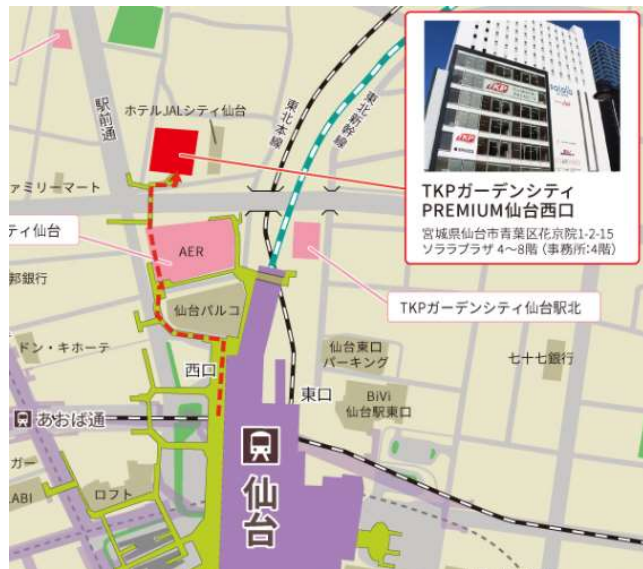 ホテルJALシティ仙台
駅前通
東北本線
東北新幹線
TKP
TKPガーデンシティ
PREMIUM仙台西口
宮城県仙台市青葉区花京院1-2-15
ソララプラザ 4〜8階 (事務所:4階)
ァミリーマート
ティ仙台
AER
邦銀行
仙台パルコ
TKPガーデンシティ仙台駅北
ドン・キホーテ
西口
東口
仙台東口
パーキング
七十七銀行
BiVi
仙台駅東口
あおば通
ガー
ABI
ロフト
仙台